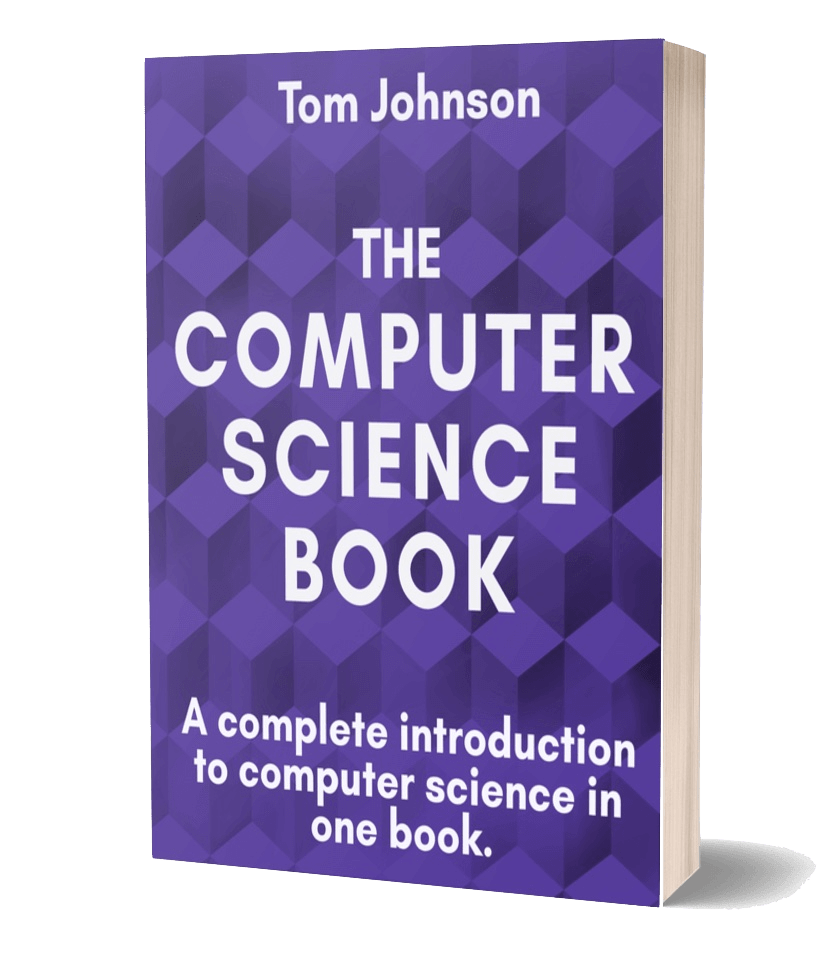 Tom Johnson
THE
COMPUTER
SCIENCE
BOOK
A complete introduction
to computer science in
one book.